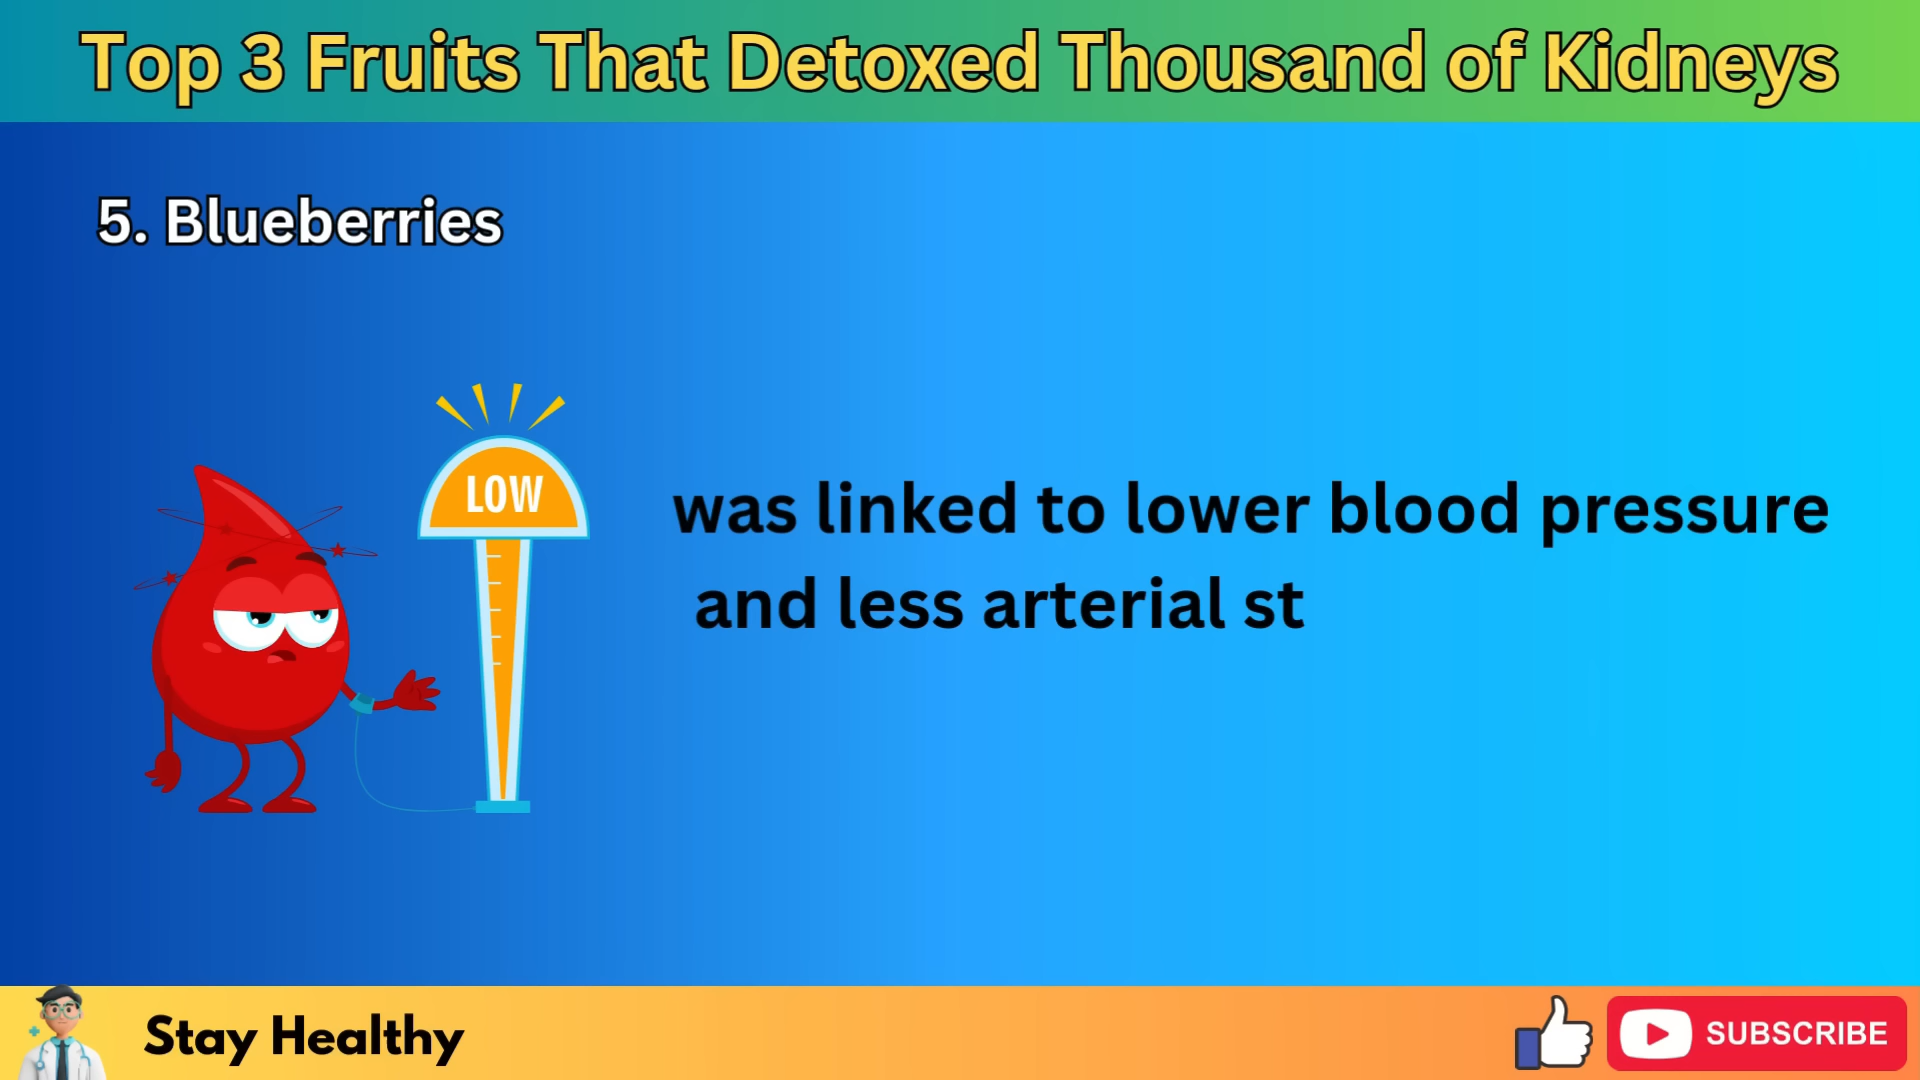 Top 3 Fruits That Detoxed Thousand of Kidneys
5. Blueberries
LOW
was linked to lower blood pressure
and less arterial st
Stay Healthy
SUBSCRIBE